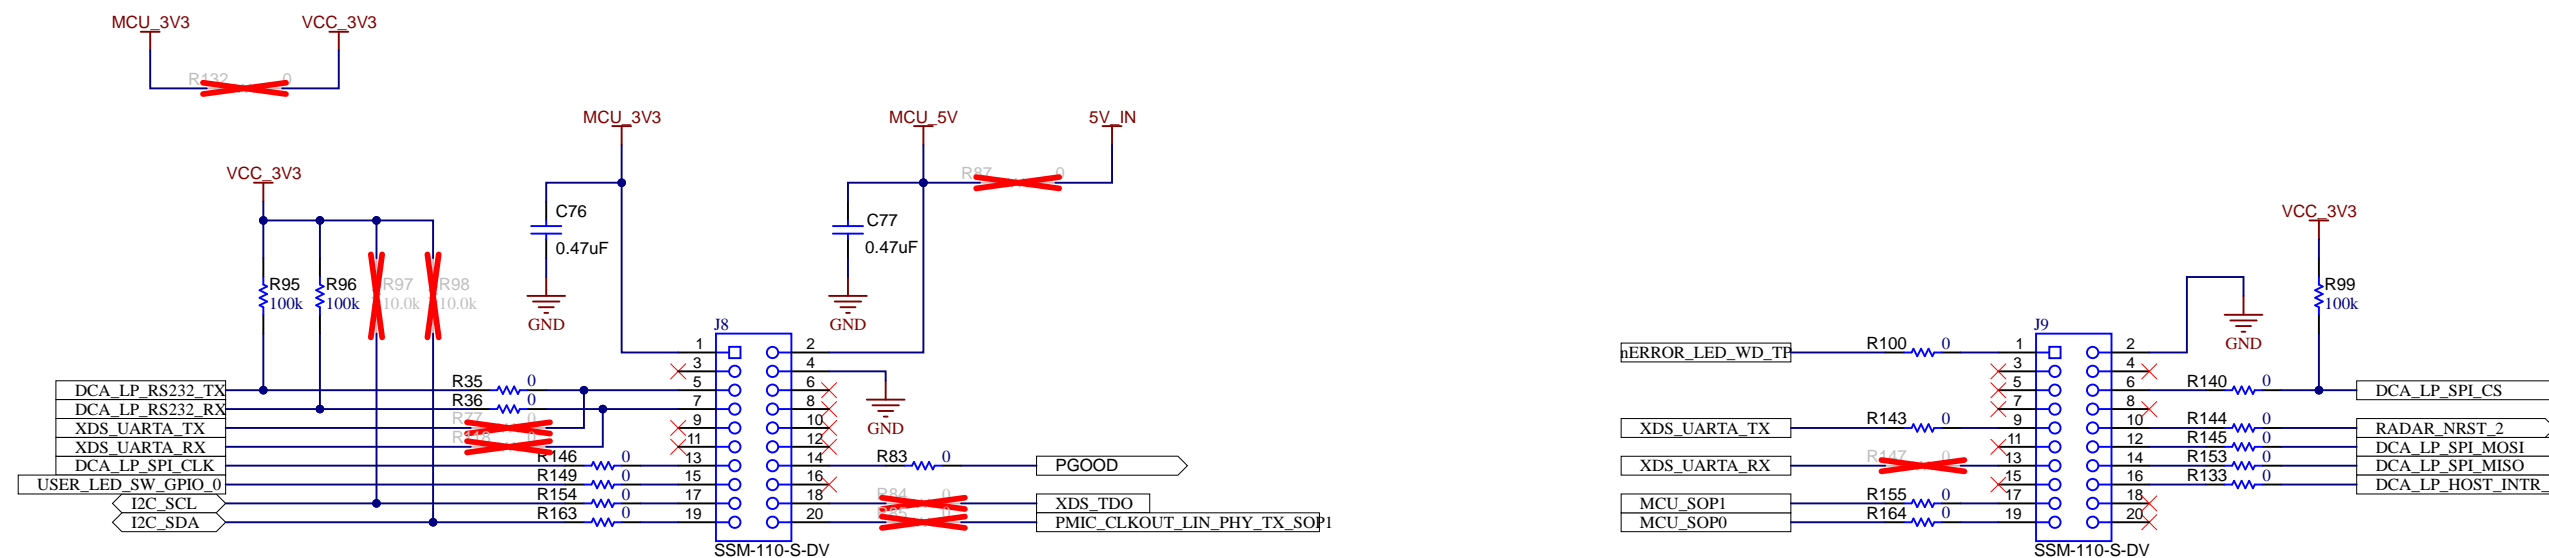 MCU_3V3 VCC_3V3
R132 0
MCU_3V3 MCU_5V 5V_IN
R87 0
VCC_3V3
C76
0.47uF
GND
C77
0.47uF
GND
R95
100k
R96
100k
R97
10.0k
R98
10.0k
J8
1 2
3 4
DCA_LP_RS232_TX R35 0 5 6
DCA_LP_RS232_RX R36 0 7 8
XDS_UARTA_TX R77 0 9 10
XDS_UARTA_RX 0 11 12
DCA_LP_SPI_CLK R146 0 13 14 R83 0 PGOOD
USER_LED_SW_GPIO_0 R149 0 15 16
I2C_SCL R154 0 17 18 R84 0 XDS_TDO
I2C_SDA R163 0 19 20 0 PMIC_CLKOUT_LIN_PHY_TX_SOP1
GND
SSM-110-S-DV
VCC_3V3
R99
100k
GND
J9
nERROR_LED_WD_TP R100 0 1 2
3 4
5 6 R140 0 DCA_LP_SPI_CS
7 8
XDS_UARTA_TX R143 0 9 10 R144 0 RADAR_NRST_2
11 12 R145 0 DCA_LP_SPI_MOSI
XDS_UARTA_RX R147 0 13 14 R153 0 DCA_LP_SPI_MISO
15 16 R133 0 DCA_LP_HOST_INTR_
MCU_SOP1 R155 0 17 18
MCU_SOP0 R164 0 19 20
SSM-110-S-DV